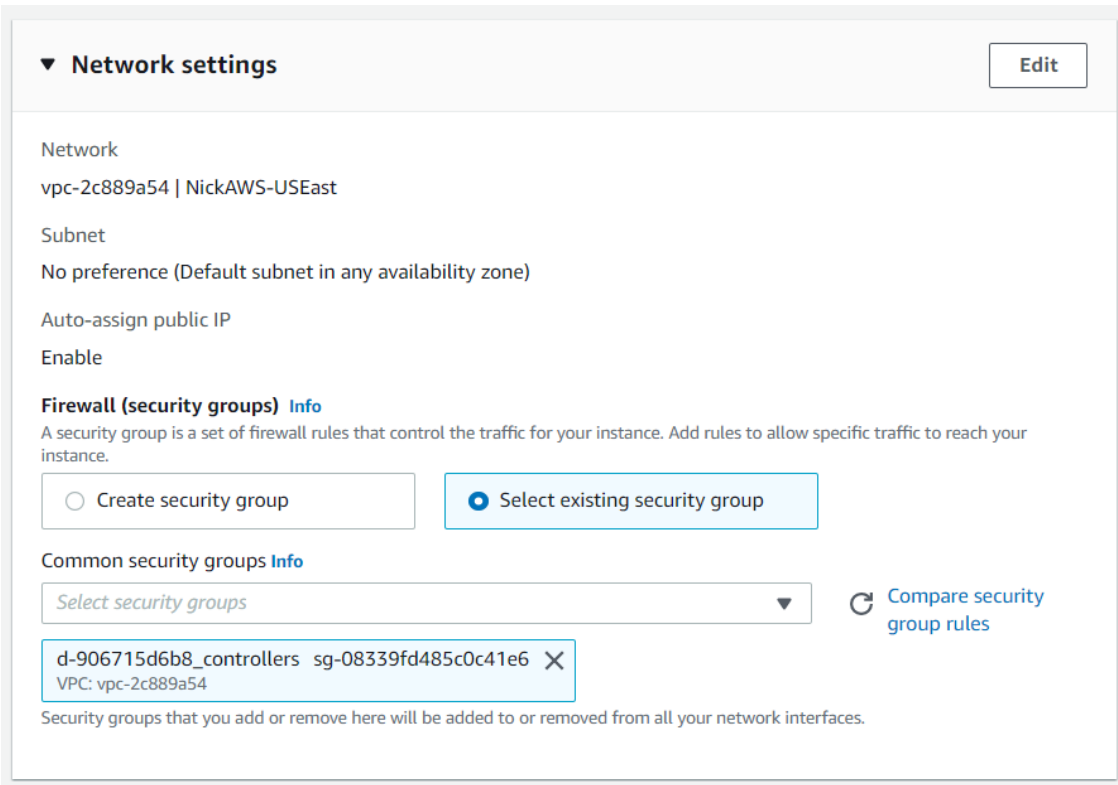 Network settings
Edit
Network
vpc-2c889a54 | NickAWS-USEast
Subnet
No preference (Default subnet in any availability zone)
Auto-assign public IP
Enable
Firewall (security groups) Info
A security group is a set of firewall rules that control the traffic for your instance. Add rules to allow specific traffic to reach your
instance.
Create security group
Select existing security group
Common security groups Info
Select security groups
Compare security
group rules
d-906715d6b8_controllers sg-08339fd485c0c41e6
VPC: vpc-2c889a54
Security groups that you add or remove here will be added to or removed from all your network interfaces.